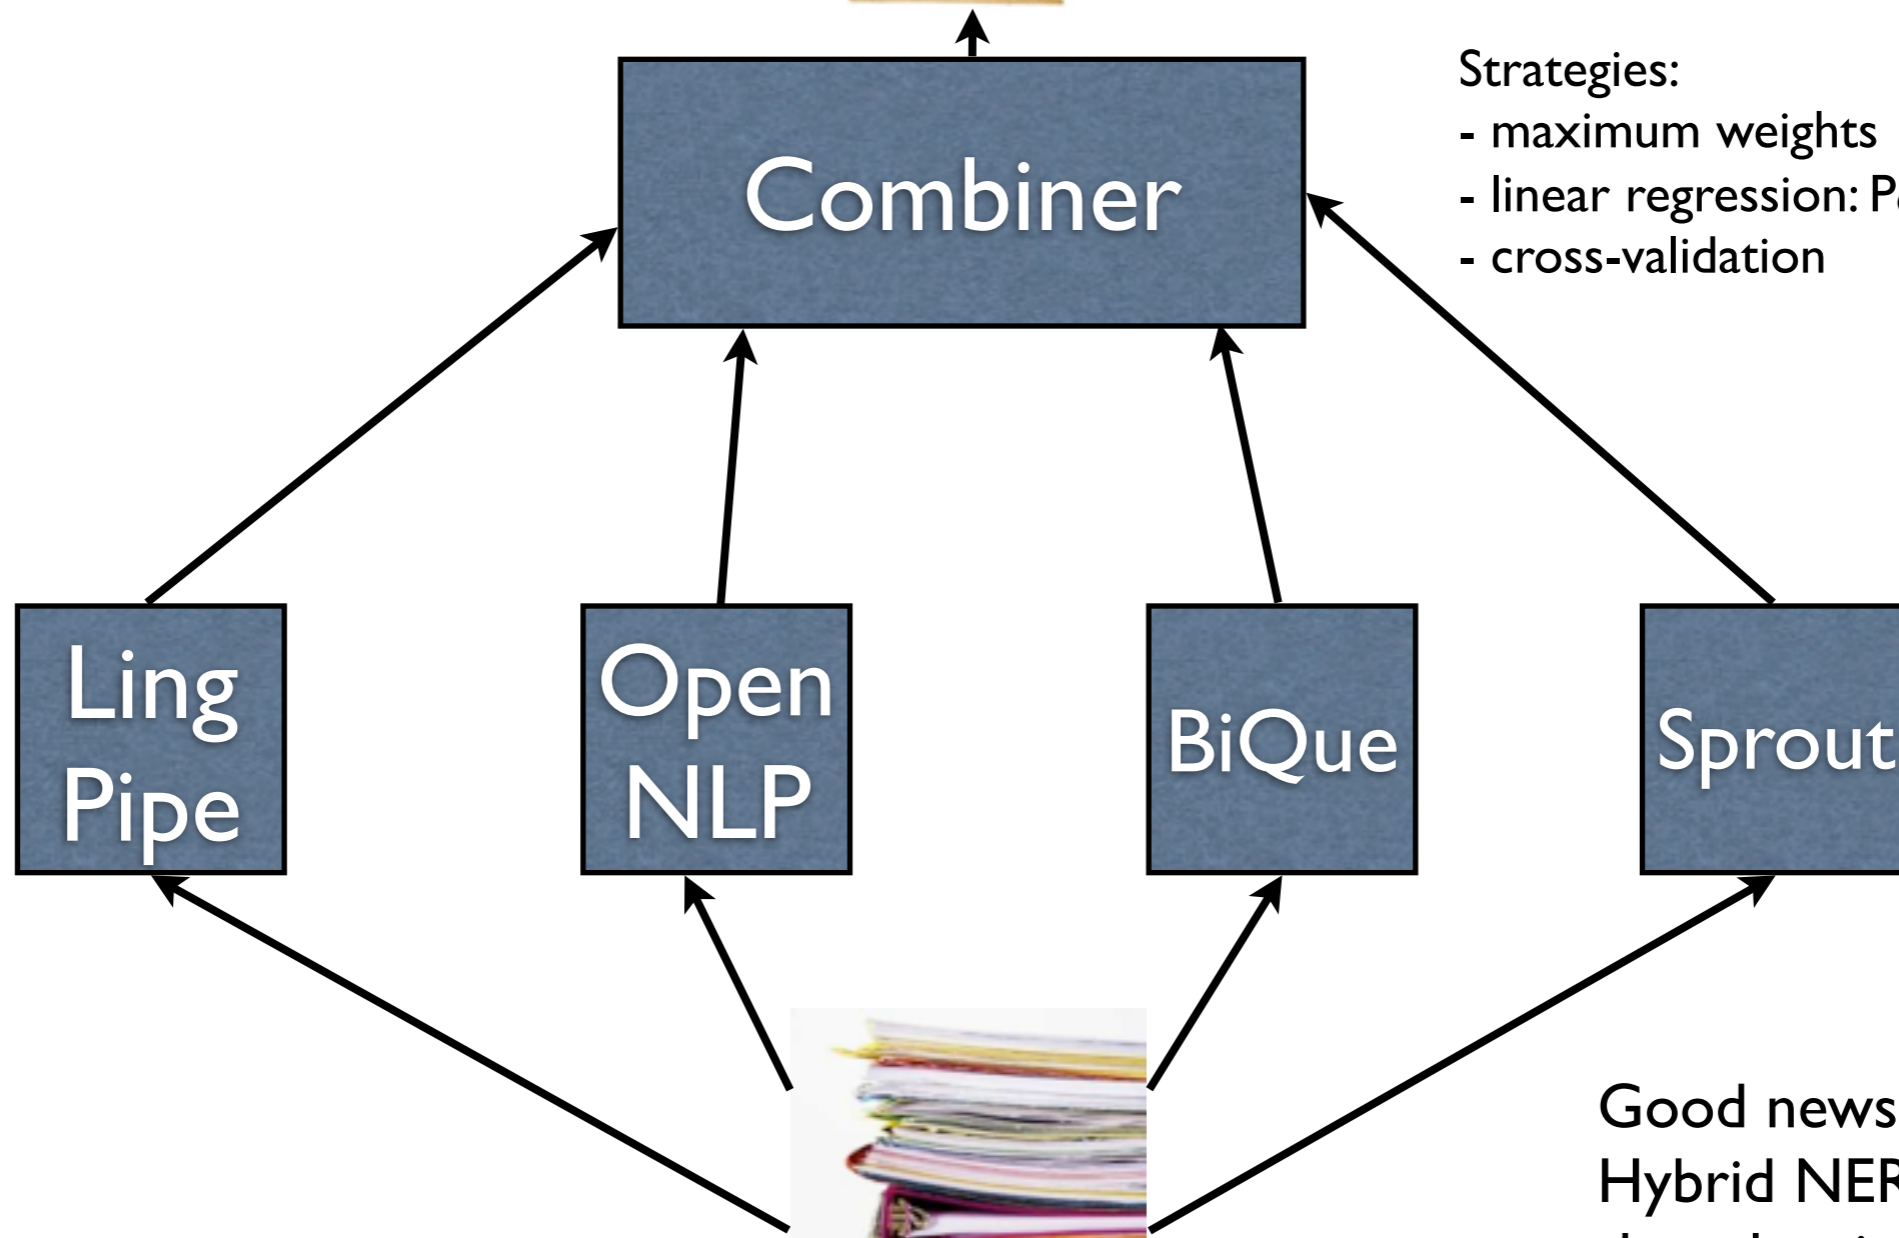 Strategies:
- maximum weights
- linear regression:
- cross-validation
Combiner
Ling
Pipe
Open
NLP
BiQue
Sprout
Good news
Hybrid NER